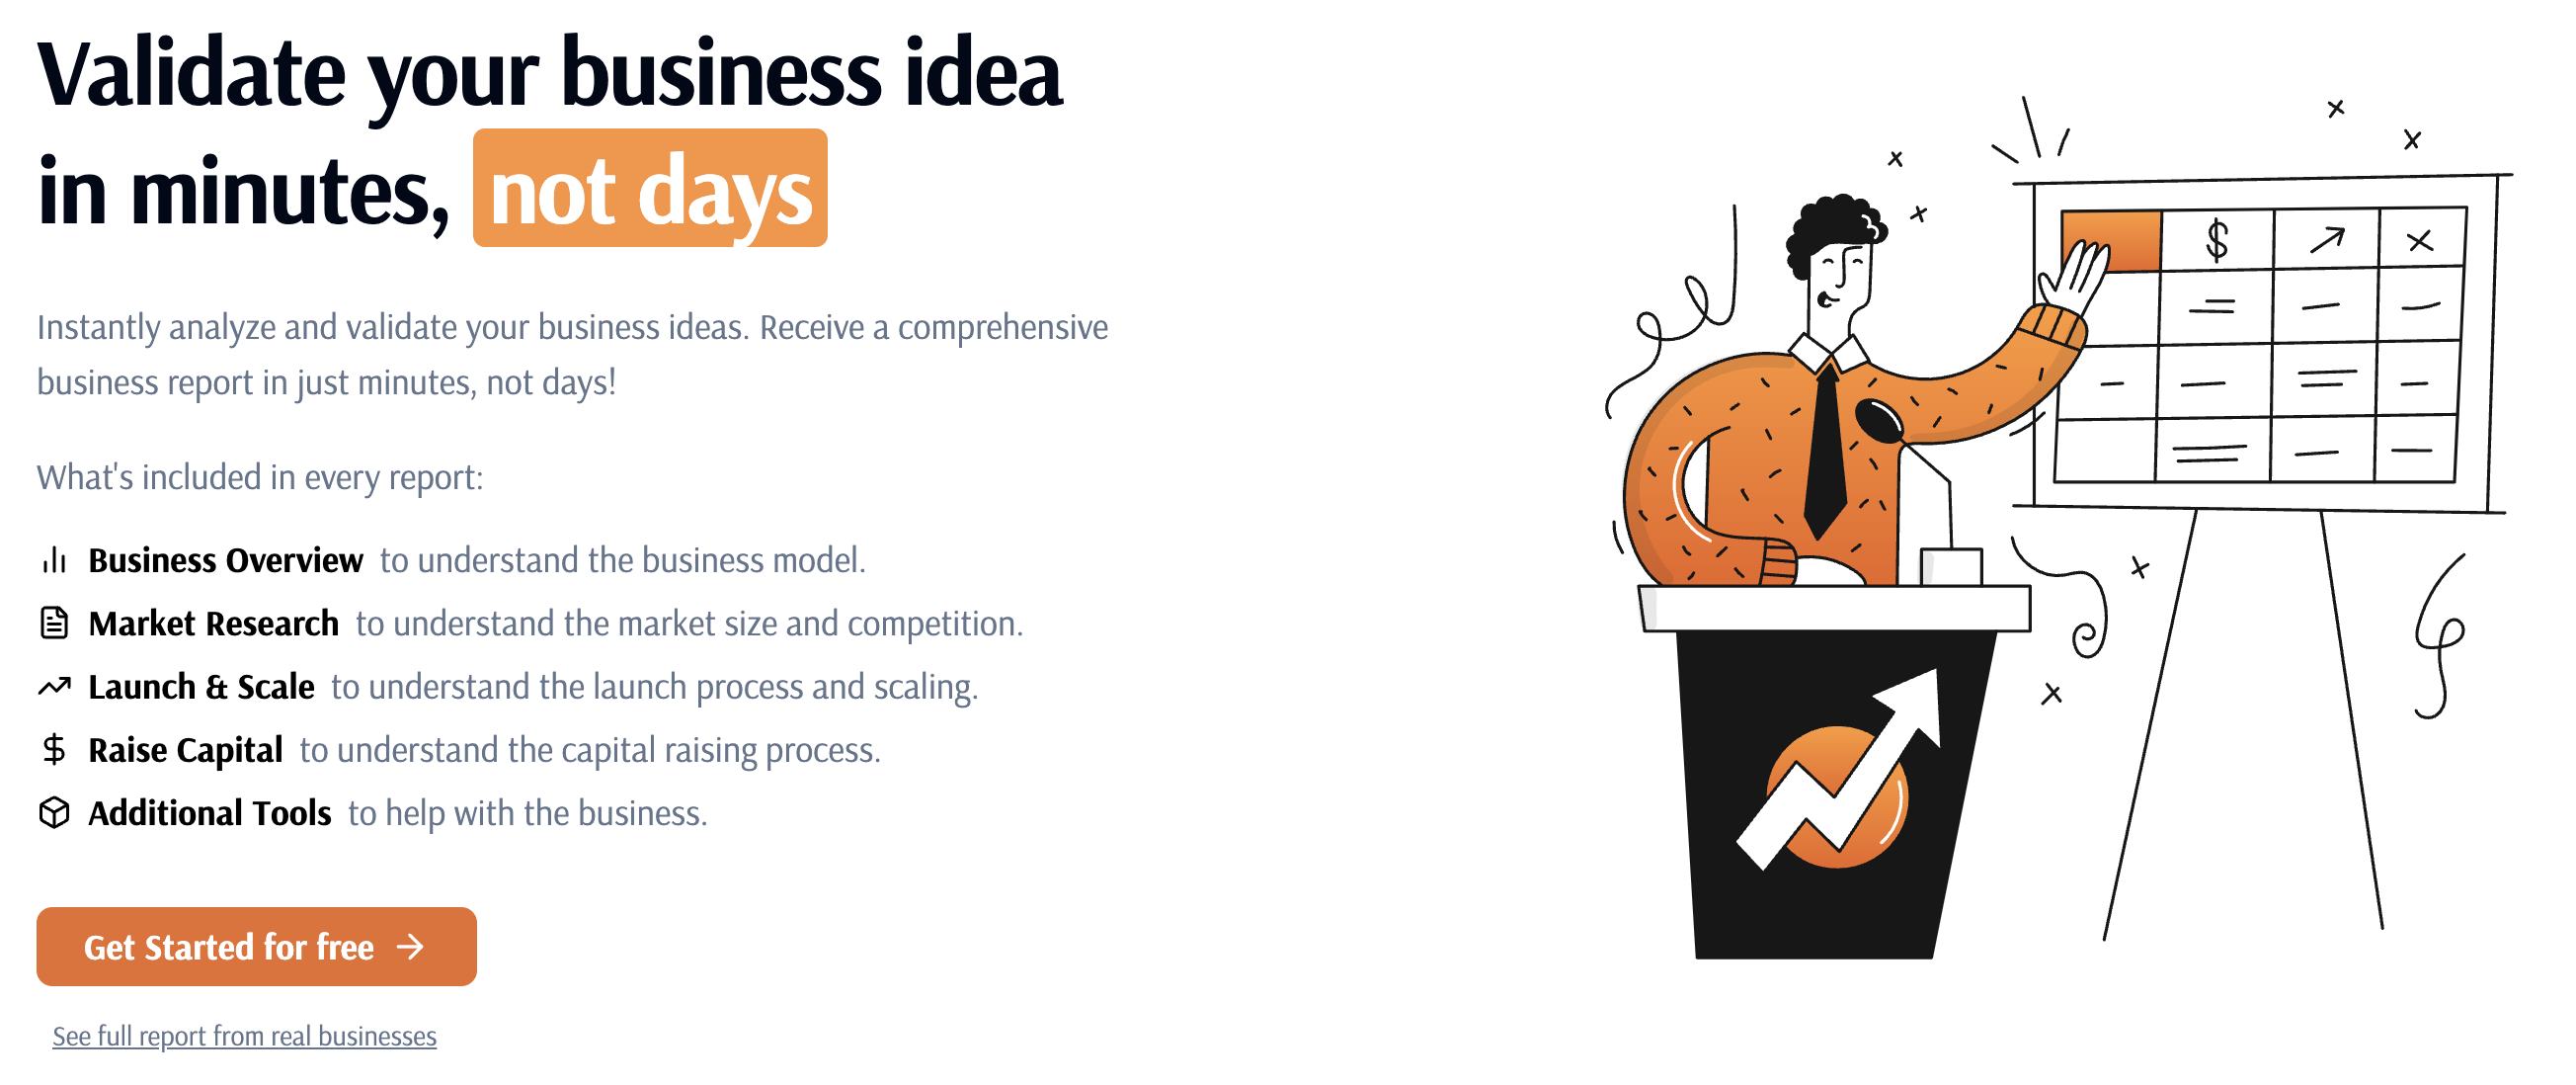 Validate your business idea
in minutes, not days
Instantly analyze and validate your business ideas. Receive a comprehensive
business report in just minutes, not days!
What's included in every report:
Business Overview to understand the business model.
Market Research to understand the market size and competition.
Launch & Scale to understand the launch process and scaling.
Raise Capital to understand the capital raising process.
Additional Tools to help with the business.
Get Started for free →
See full report from real businesses
$